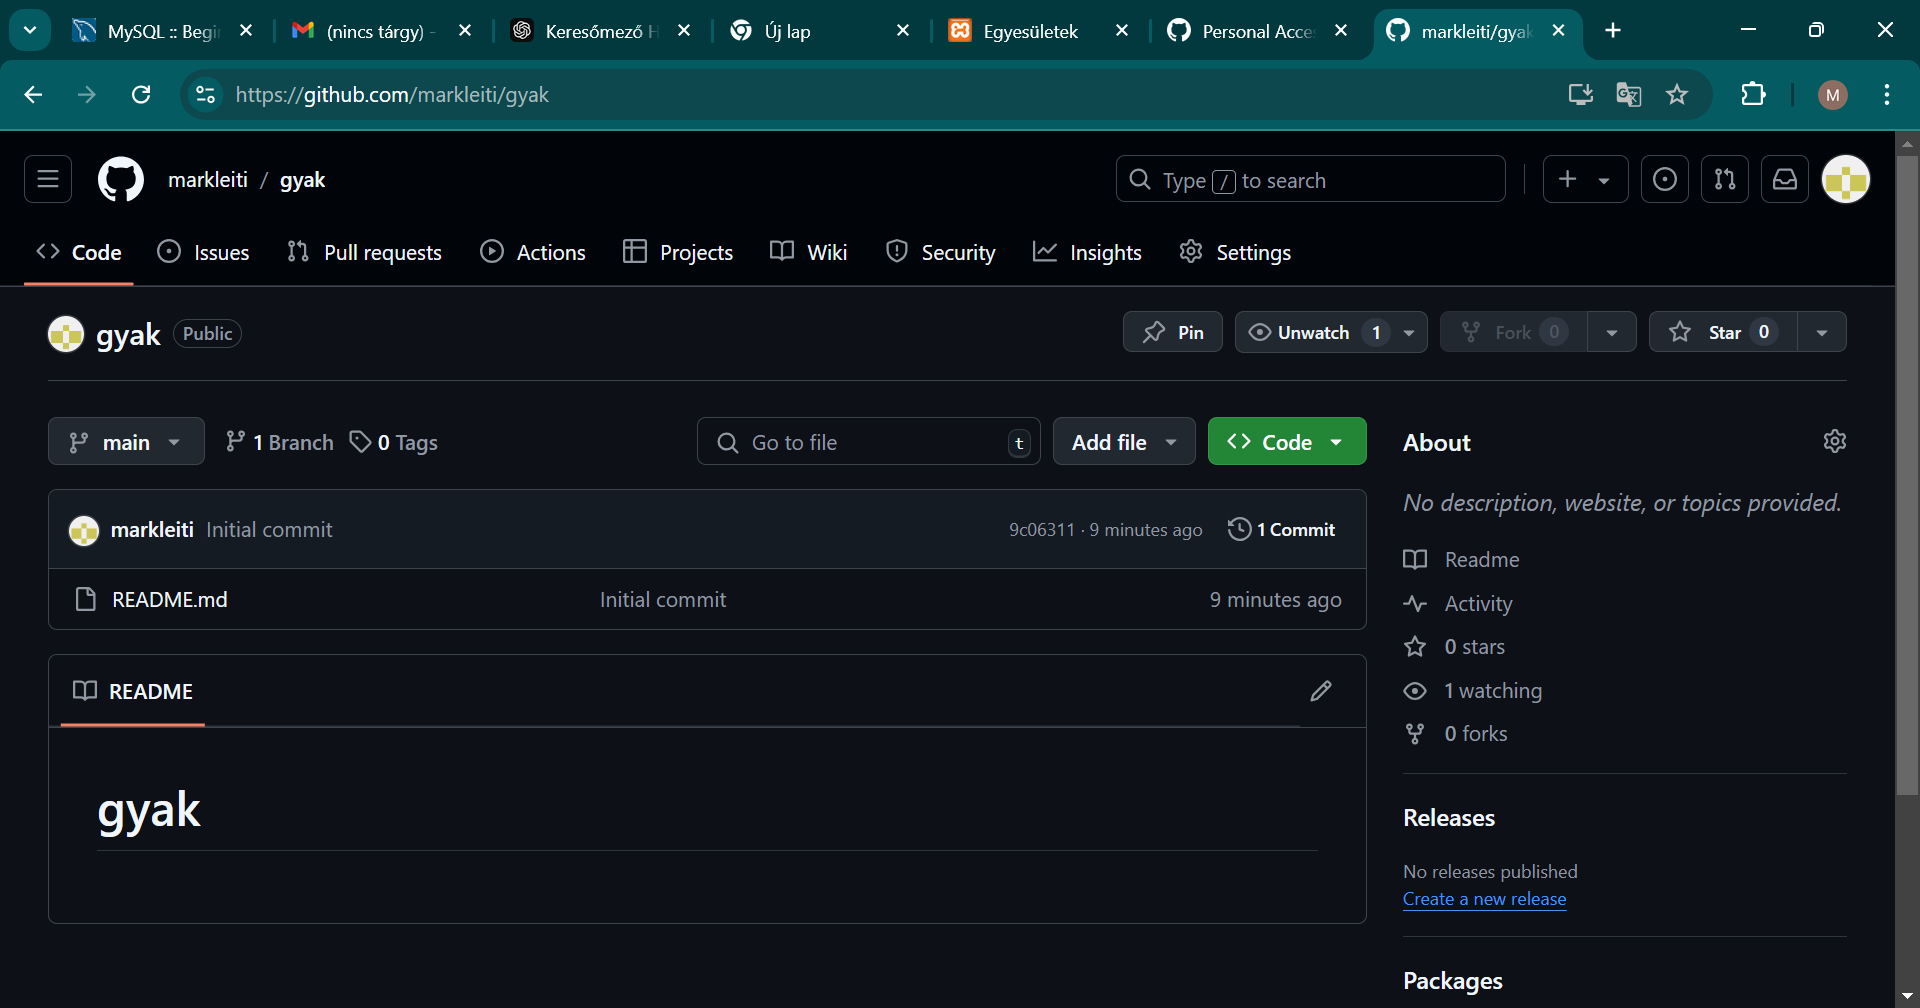 MySQL :: Begi
(nincs tárgy) -
Keresőmező H
Új lap
Egyesületek
Personal Acce
markleiti/gyak
https://github.com/markleiti/gyak
M
markleiti / gyak
Type / to search
Code
Issues
Pull requests
Actions
Projects
Wiki
Security
Insights
Settings
gyak Public
Pin
Unwatch 1
Fork 0
Star 0
main
1 Branch
0 Tags
Go to file t
Add file
Code
About
No description, website, or topics provided.
markleiti Initial commit
9c06311 · 9 minutes ago
1 Commit
README.md
Initial commit
9 minutes ago
Readme
Activity
0 stars
1 watching
0 forks
README
gyak
Releases
No releases published
Create a new release
Packages